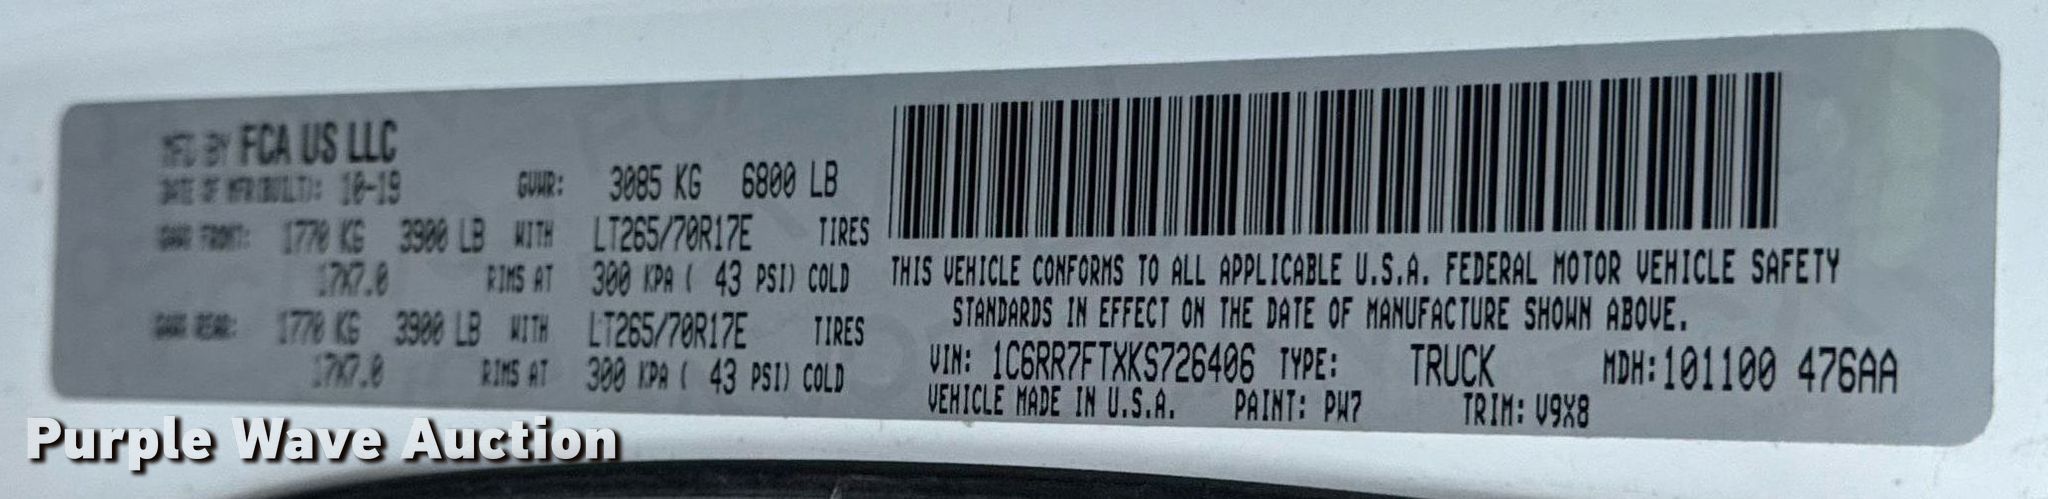 MFD BY FCA US LLC
DATE OF MFR(BUILT): 10-19 GVWR: 3085 KG 6800 LB
GAWR FRONT: 1770 KG 3900 LB WITH LT265/70R17E TIRES
17X7.0 RIMS AT 300 KPA ( 43 PSI) COLD
GAWR REAR: 1770 KG 3900 LB WITH LT265/70R17E TIRES
17X7.0 RIMS AT 300 KPA ( 43 PSI) COLD
THIS VEHICLE CONFORMS TO ALL APPLICABLE U.S.A. FEDERAL MOTOR VEHICLE SAFETY
STANDARDS IN EFFECT ON THE DATE OF MANUFACTURE SHOWN ABOVE.
VIN: 1C6RR7FTXKS726406 TYPE: TRUCK MDH:101100 476AA
VEHICLE MADE IN U.S.A. PAINT: PW7 TRIM: V9X8
Purple Wave Auction